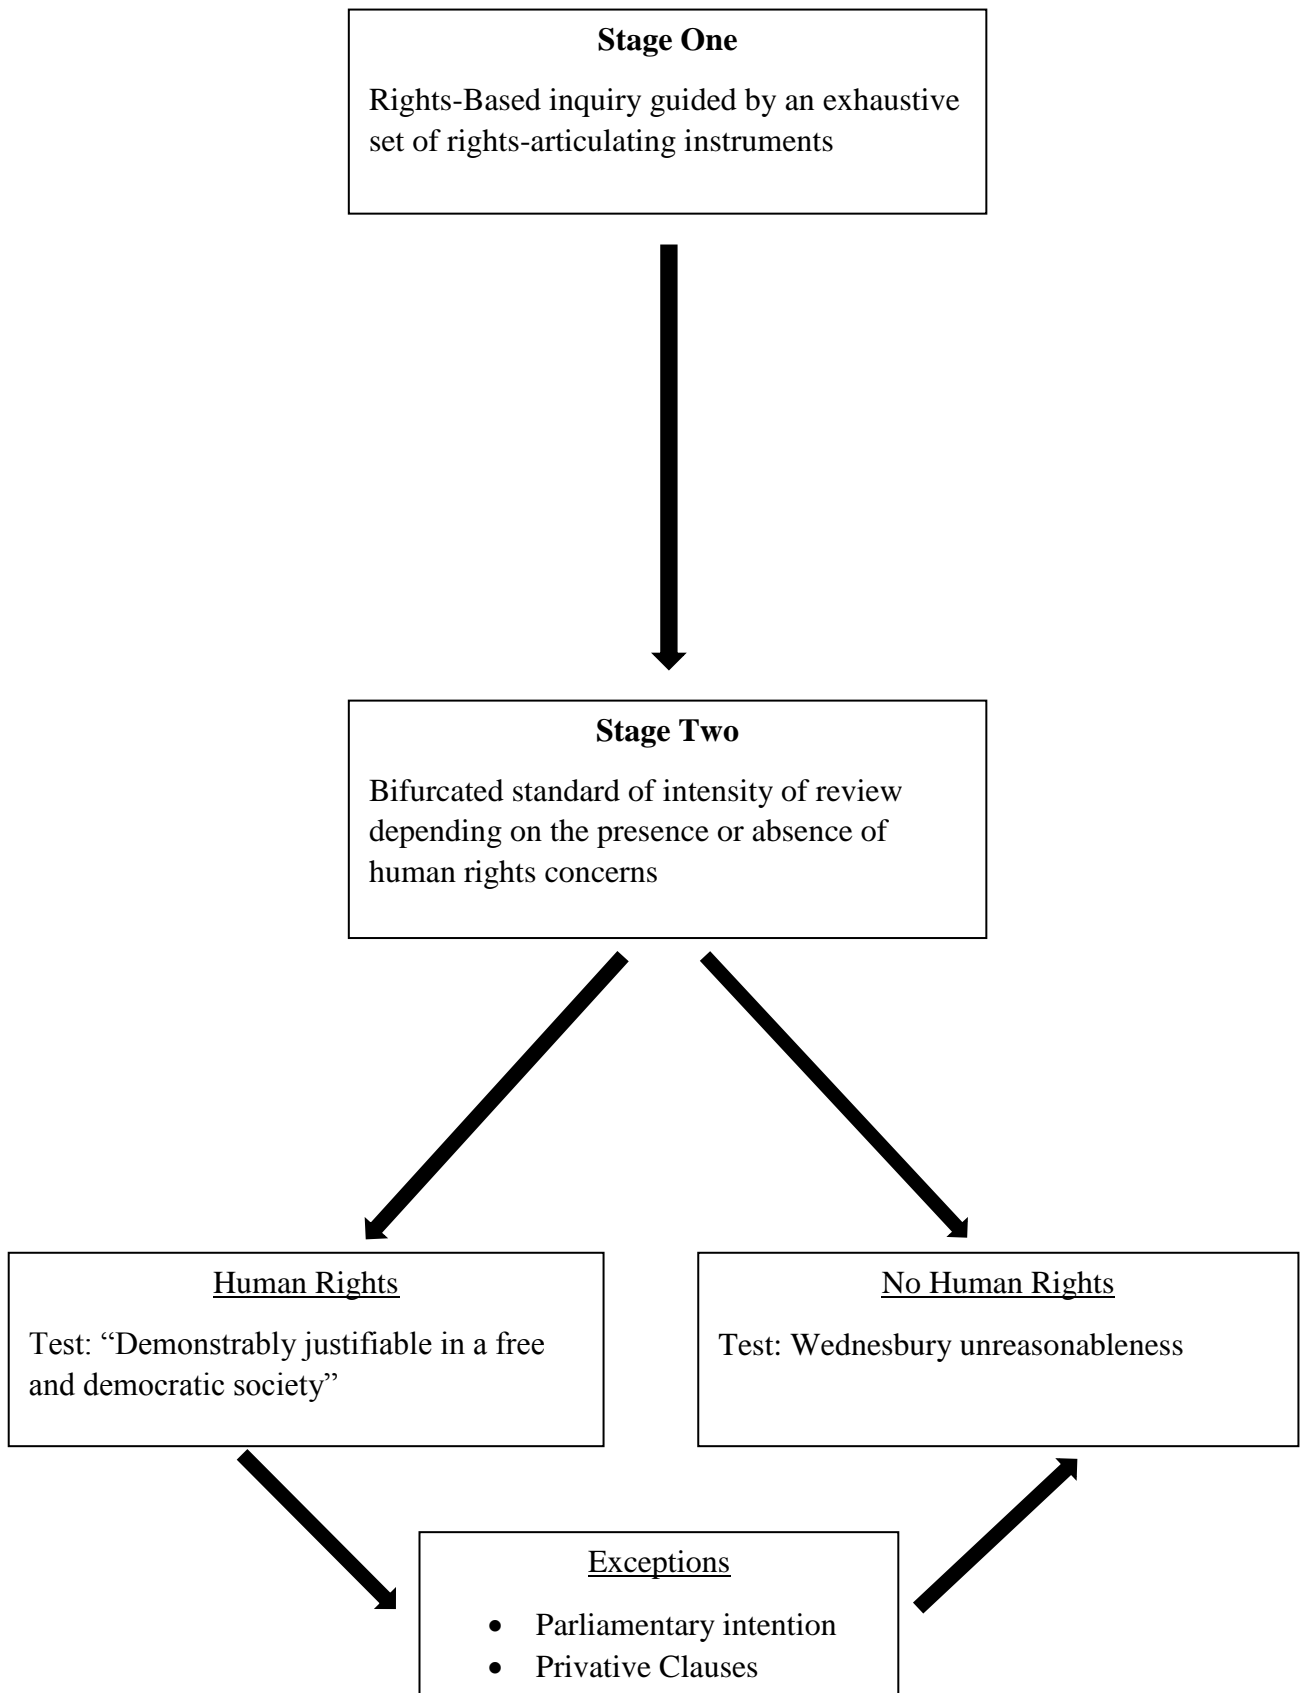 Stage One
Rights-Based inquiry guided by an exhaustive
set of rights-articulating instruments
Stage Two
Bifurcated standard of intensity of review
depending on the presence or absence of
human rights concerns
Human Rights
Test: “Demonstrably justifiable in a free
and democratic society”
No Human Rights
Test: Wednesbury unreasonableness
Exceptions
• Parliamentary intention
• Privative Clauses